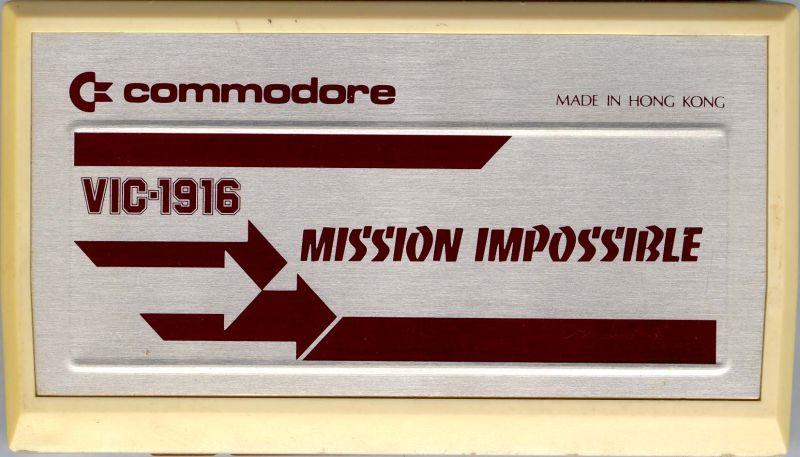 commodore
MADE IN HONG KONG
VIC-1916
MISSION IMPOSSIBLE